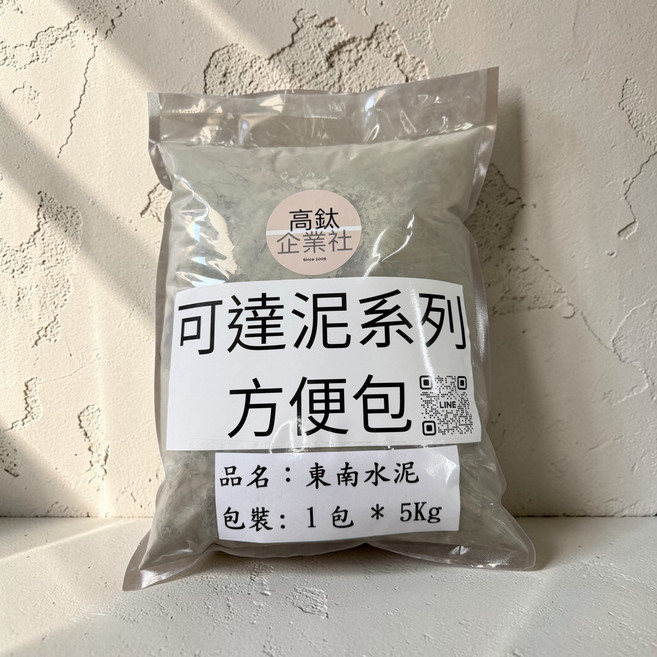 高鈦
企業社
Since 2009
可達泥系列
方便包
LINE
品名：東南水泥
包裝: 1 包 * 5Kg